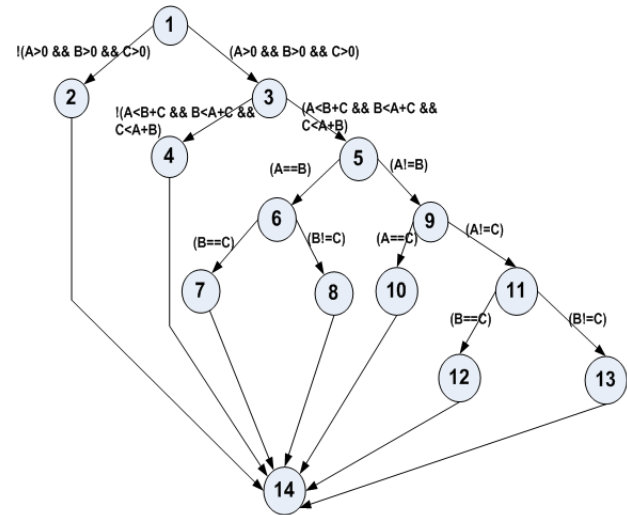 1
!(A>0 && B>0 && C>0)
(A>0 && B>0 && C>0)
2
3
!(A<B+C && B<A+C &&
C<A+B)
(A<B+C && B<A+C &&
C<A+B)
4
5
(A==B)
(A!=B)
6
9
(B==C)
(B!=C)
(A==C)
(A!=C)
7
8
10
11
(B==C)
(B!=C)
12
13
14